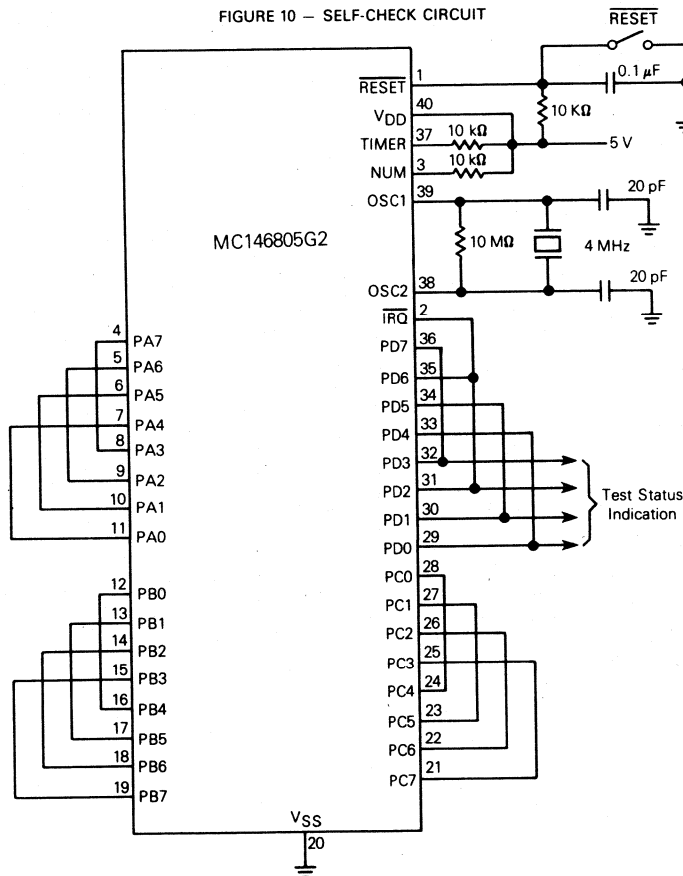 FIGURE 10 — SELF-CHECK CIRCUIT
RESET
1
RESET
0.1 μF
40
VDD
10 KΩ
37
TIMER
10 kΩ
5 V
3
NUM
10 kΩ
39
OSC1
20 pF
MC146805G2
10 MΩ
4 MHz
20 pF
38
OSC2
2
IRQ
36
PD7
35
PD6
34
PD5
33
PD4
32
PD3
31
PD2
30
PD1
29
PD0
Test Status
Indication
28
PC0
27
PC1
26
PC2
25
PC3
24
PC4
23
PC5
22
PC6
21
PC7
4
PA7
5
PA6
6
PA5
7
PA4
8
PA3
9
PA2
10
PA1
11
PA0
12
PB0
13
PB1
14
PB2
15
PB3
16
PB4
17
PB5
18
PB6
19
PB7
VSS
20